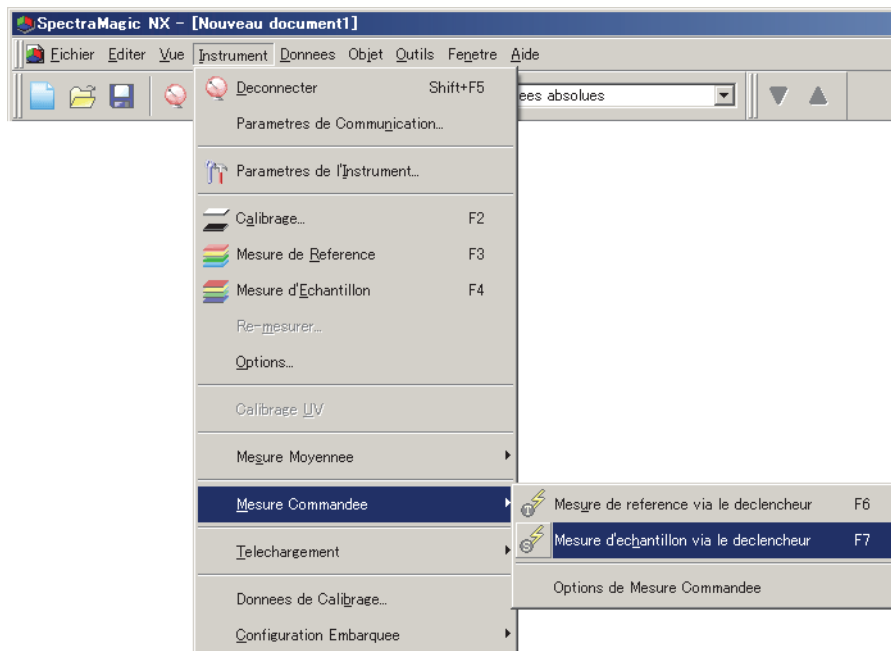 SpectraMagic NX - [Nouveau document1]
Fichier Editer Vue Instrument Donnees Objet Outils Fenetre Aide
Deconnecter Shift+F5
ees absolues
Parametres de Communication...
Parametres de l'Instrument...
Calibrage... F2
Mesure de Reference F3
Mesure d'Echantillon F4
Re-mesurer...
Options...
Calibrage UV
Mesure Moyennee
Mesure Commandee
Mesure de reference via le declencheur F6
Mesure d'echantillon via le declencheur F7
Telechargement
Options de Mesure Commandee
Donnees de Calibrage...
Configuration Embarquee